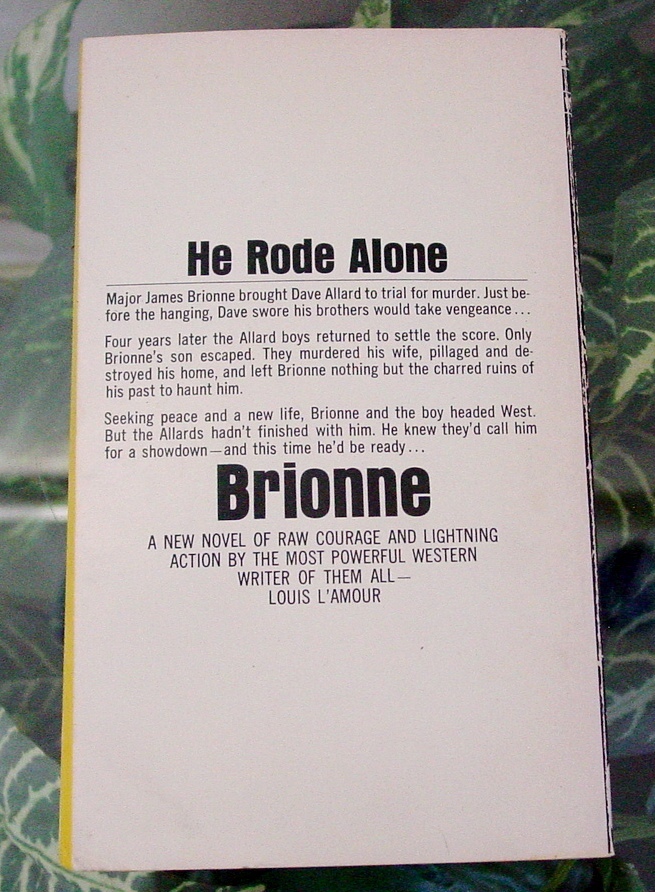 He Rode Alone
Major James Brionne brought Dave Allard to trial for murder. Just be-
fore the hanging, Dave swore his brothers would take vengeance...
Four years later the Allard boys returned to settle the score. Only
Brionne's son escaped. They murdered his wife, pillaged and de-
stroyed his home, and left Brionne nothing but the charred ruins of
his past to haunt him.
Seeking peace and a new life, Brionne and the boy headed West.
But the Allards hadn't finished with him. He knew they'd call him
for a showdown—and this time he'd be ready...
Brionne
A NEW NOVEL OF RAW COURAGE AND LIGHTNING
ACTION BY THE MOST POWERFUL WESTERN
WRITER OF THEM ALL—
LOUIS L'AMOUR